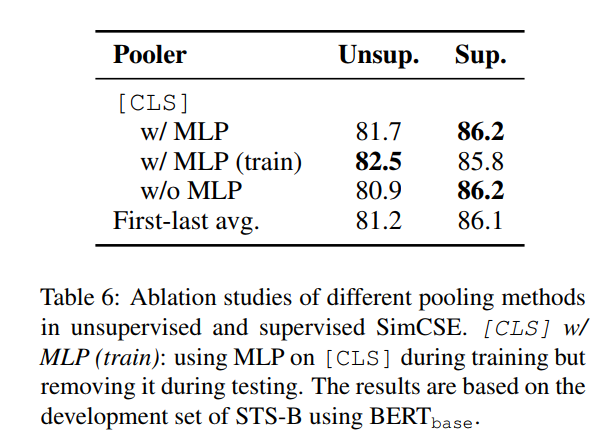 Pooler Unsup. Sup.
[CLS]
w/ MLP 81.7 86.2
w/ MLP (train) 82.5 85.8
w/o MLP 80.9 86.2
First-last avg. 81.2 86.1
Table 6: Ablation studies of different pooling methods
in unsupervised and supervised SimCSE. [CLS] w/
MLP (train): using MLP on [CLS] during training but
removing it during testing. The results are based on the
development set of STS-B using BERTbase.